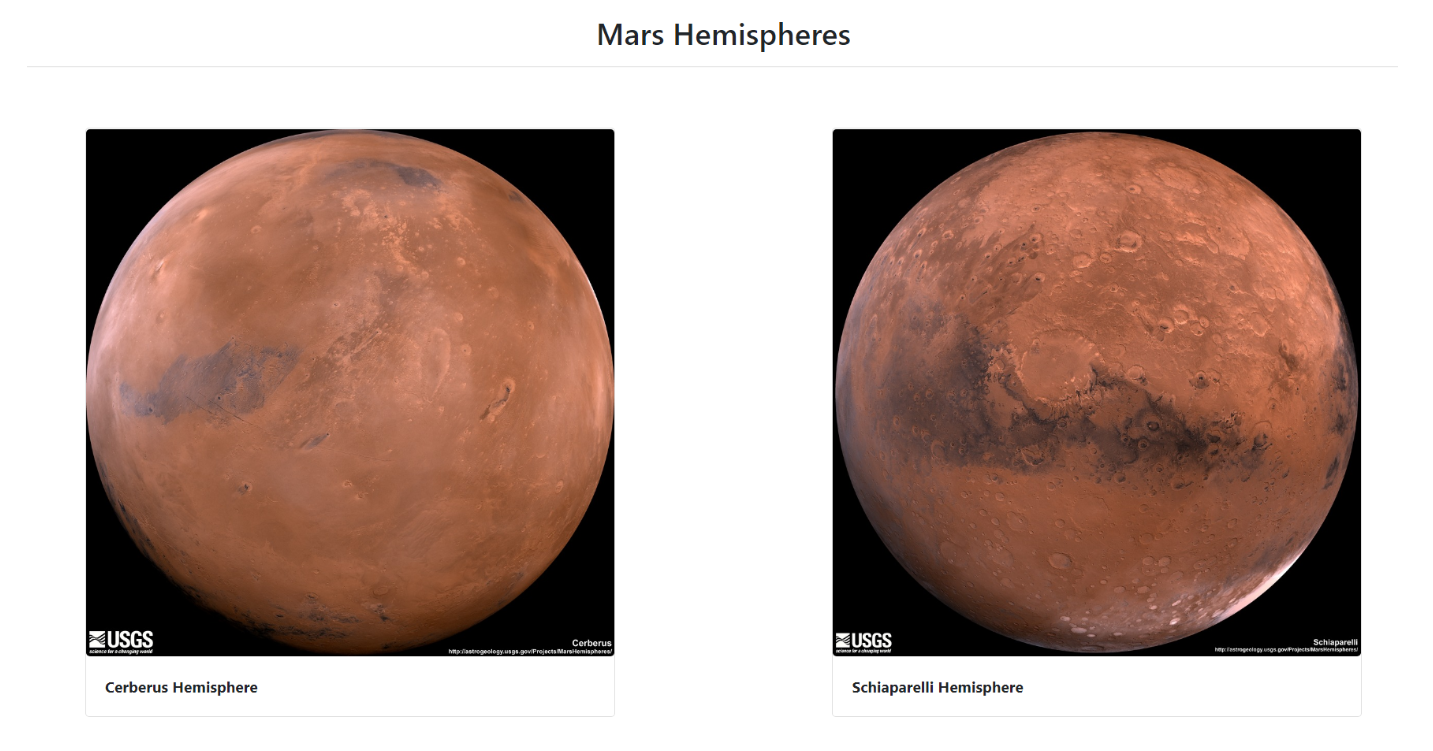 Mars Hemispheres
USGS
science for a changing world
Cerberus
http://astrogeology.usgs.gov/Projects/MarsHemispheres/
USGS
science for a changing world
Schiaparelli
http://astrogeology.usgs.gov/Projects/MarsHemispheres/
Cerberus Hemisphere
Schiaparelli Hemisphere